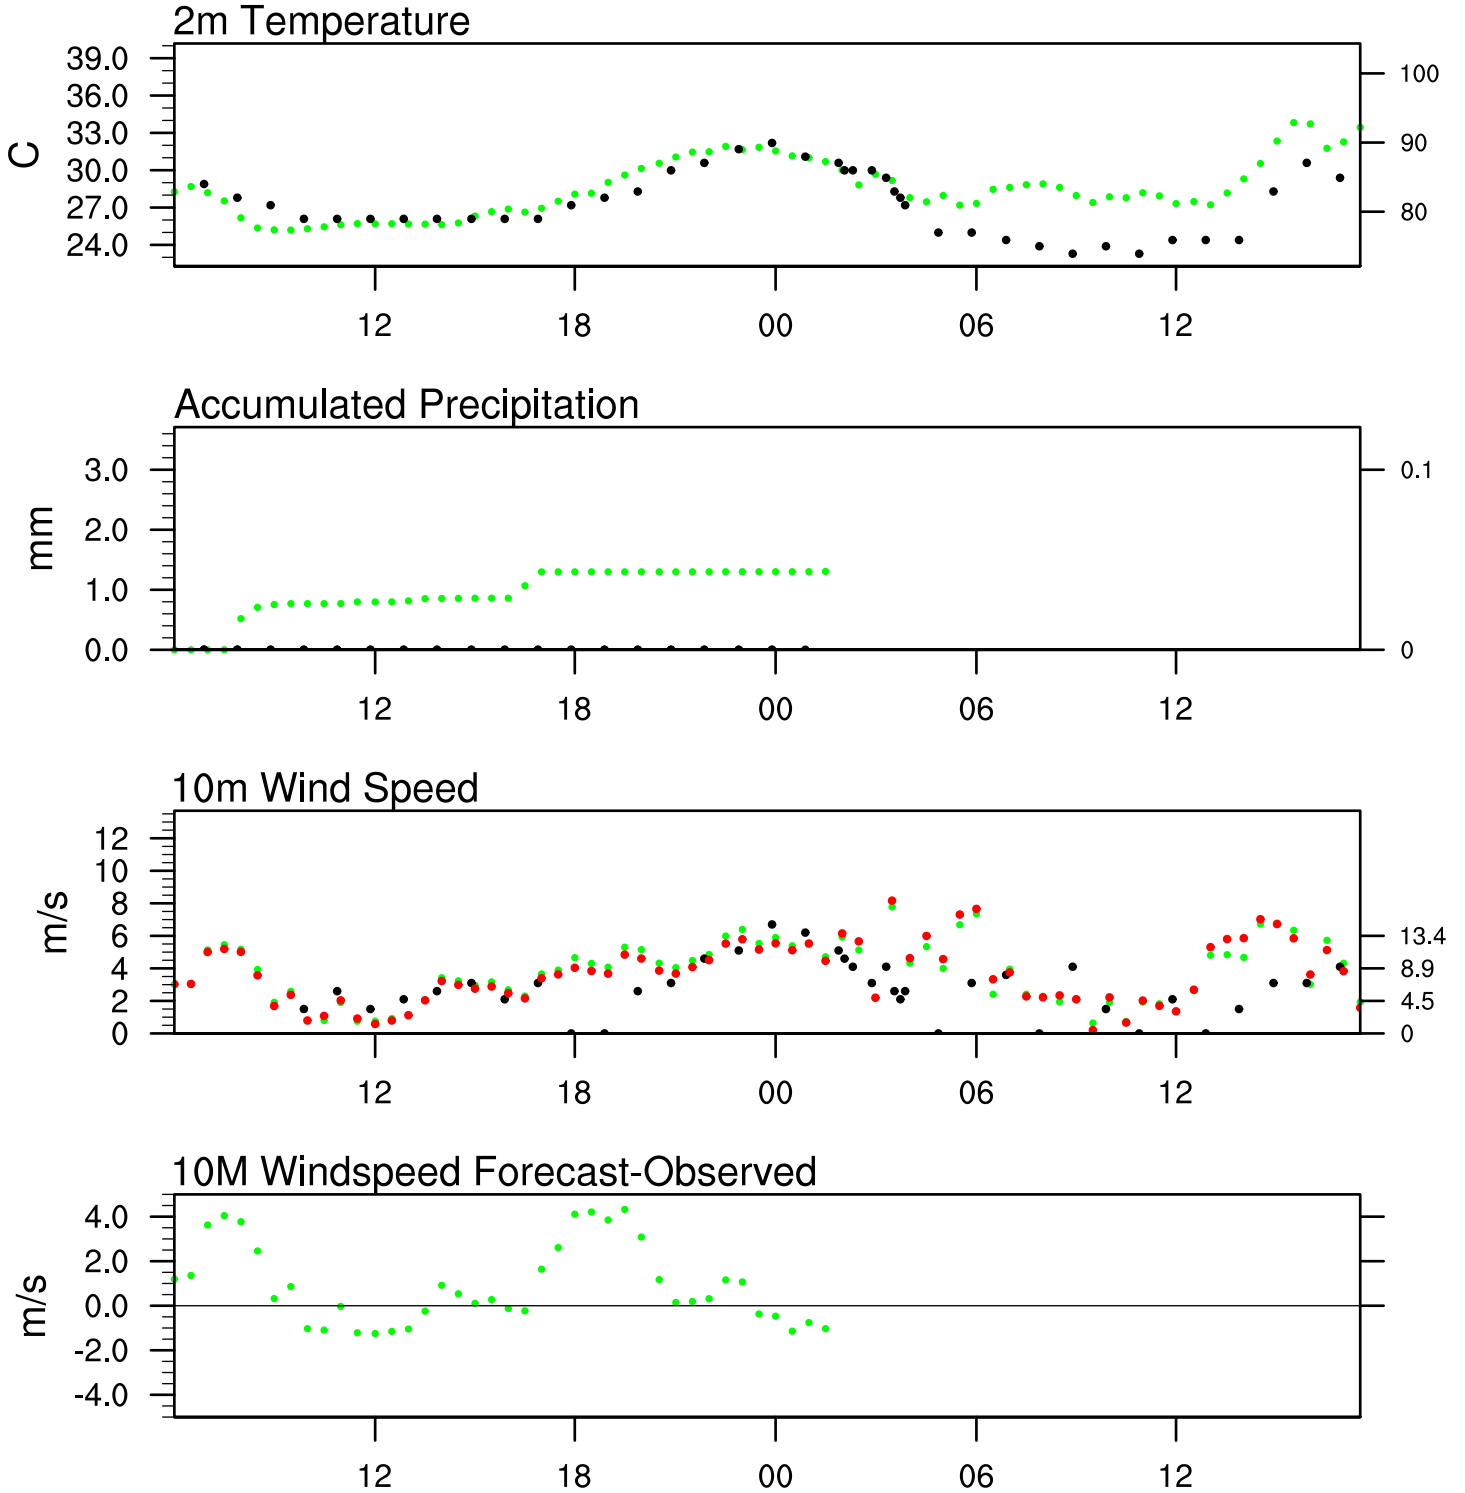 2m Temperature
39.0
36.0
33.0
30.0
27.0
24.0
C
100
90
80
12 18 00 06 12
Accumulated Precipitation
3.0
2.0
1.0
0.0
mm
0.1
0
12 18 00 06 12
10m Wind Speed
12
10
8
6
4
2
0
m/s
13.4
8.9
4.5
0
12 18 00 06 12
10M Windspeed Forecast-Observed
4.0
2.0
0.0
-2.0
-4.0
m/s
12 18 00 06 12